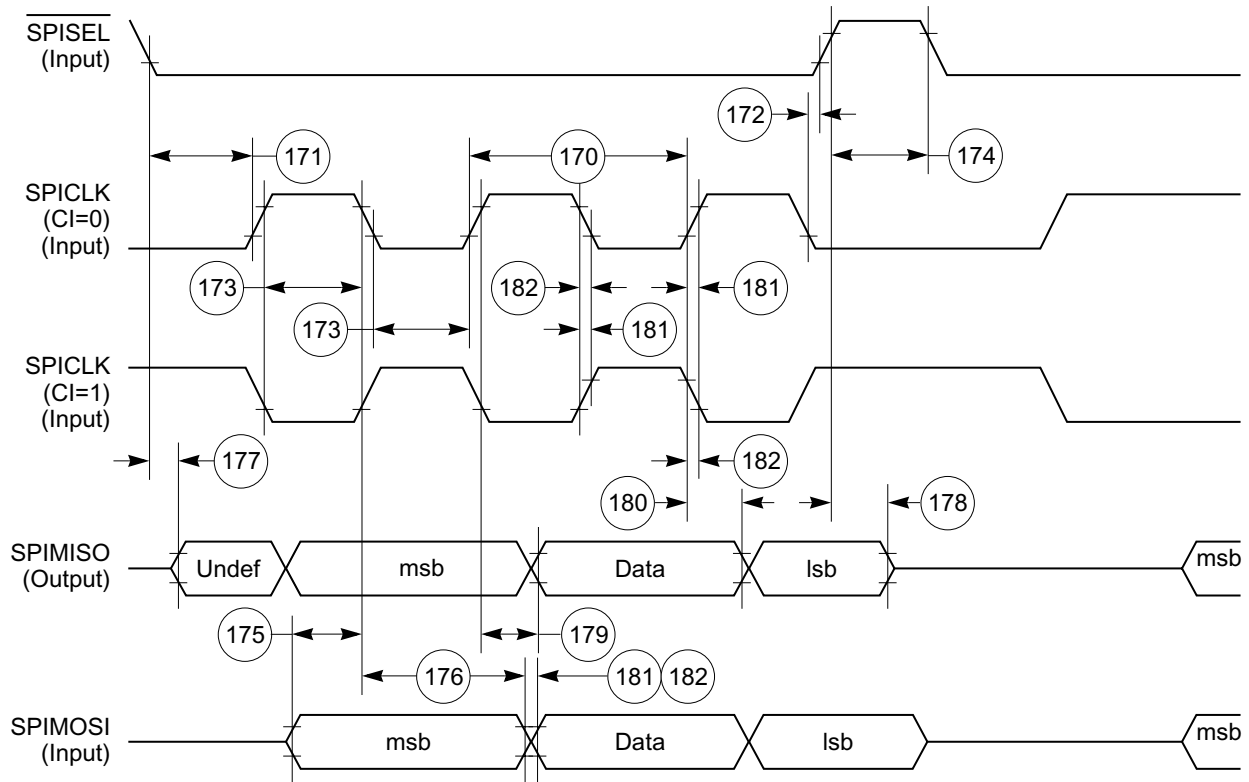 SPISEL
(Input)
172
171
170
174
SPICLK
(CI=0)
(Input)
173
182
181
173
181
SPICLK
(CI=1)
(Input)
177
182
180
178
SPIMISO
(Output)
Undef
msb
Data
lsb
msb
175
179
176
181
182
SPIMOSI
(Input)
msb
Data
lsb
msb